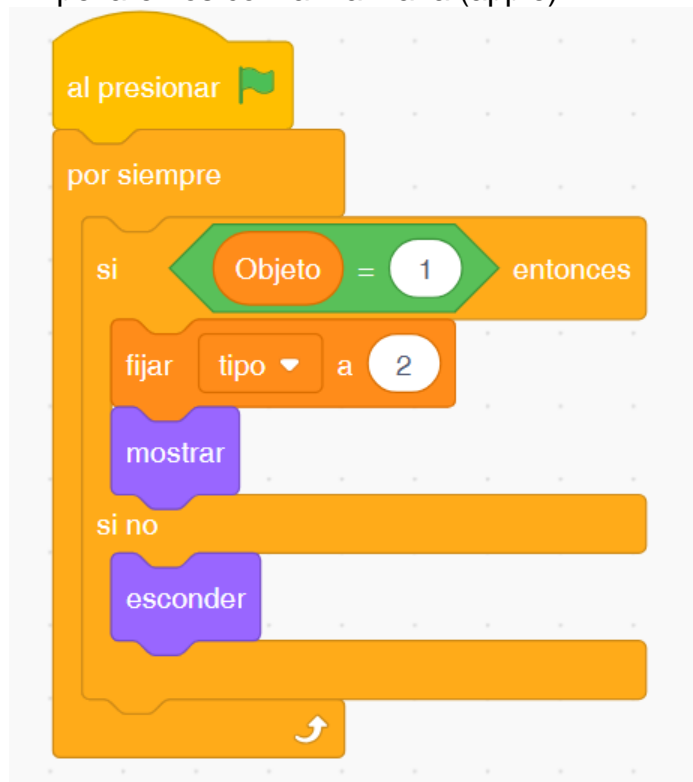 al presionar
por siempre
si Objeto = 1 entonces
fijar tipo a 2
mostrar
si no
esconder